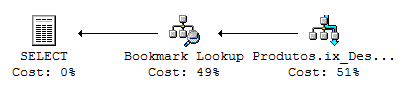 SELECT
Cost: 0%
Bookmark Lookup
Cost: 49%
Produtos.ix_Des...
Cost: 51%